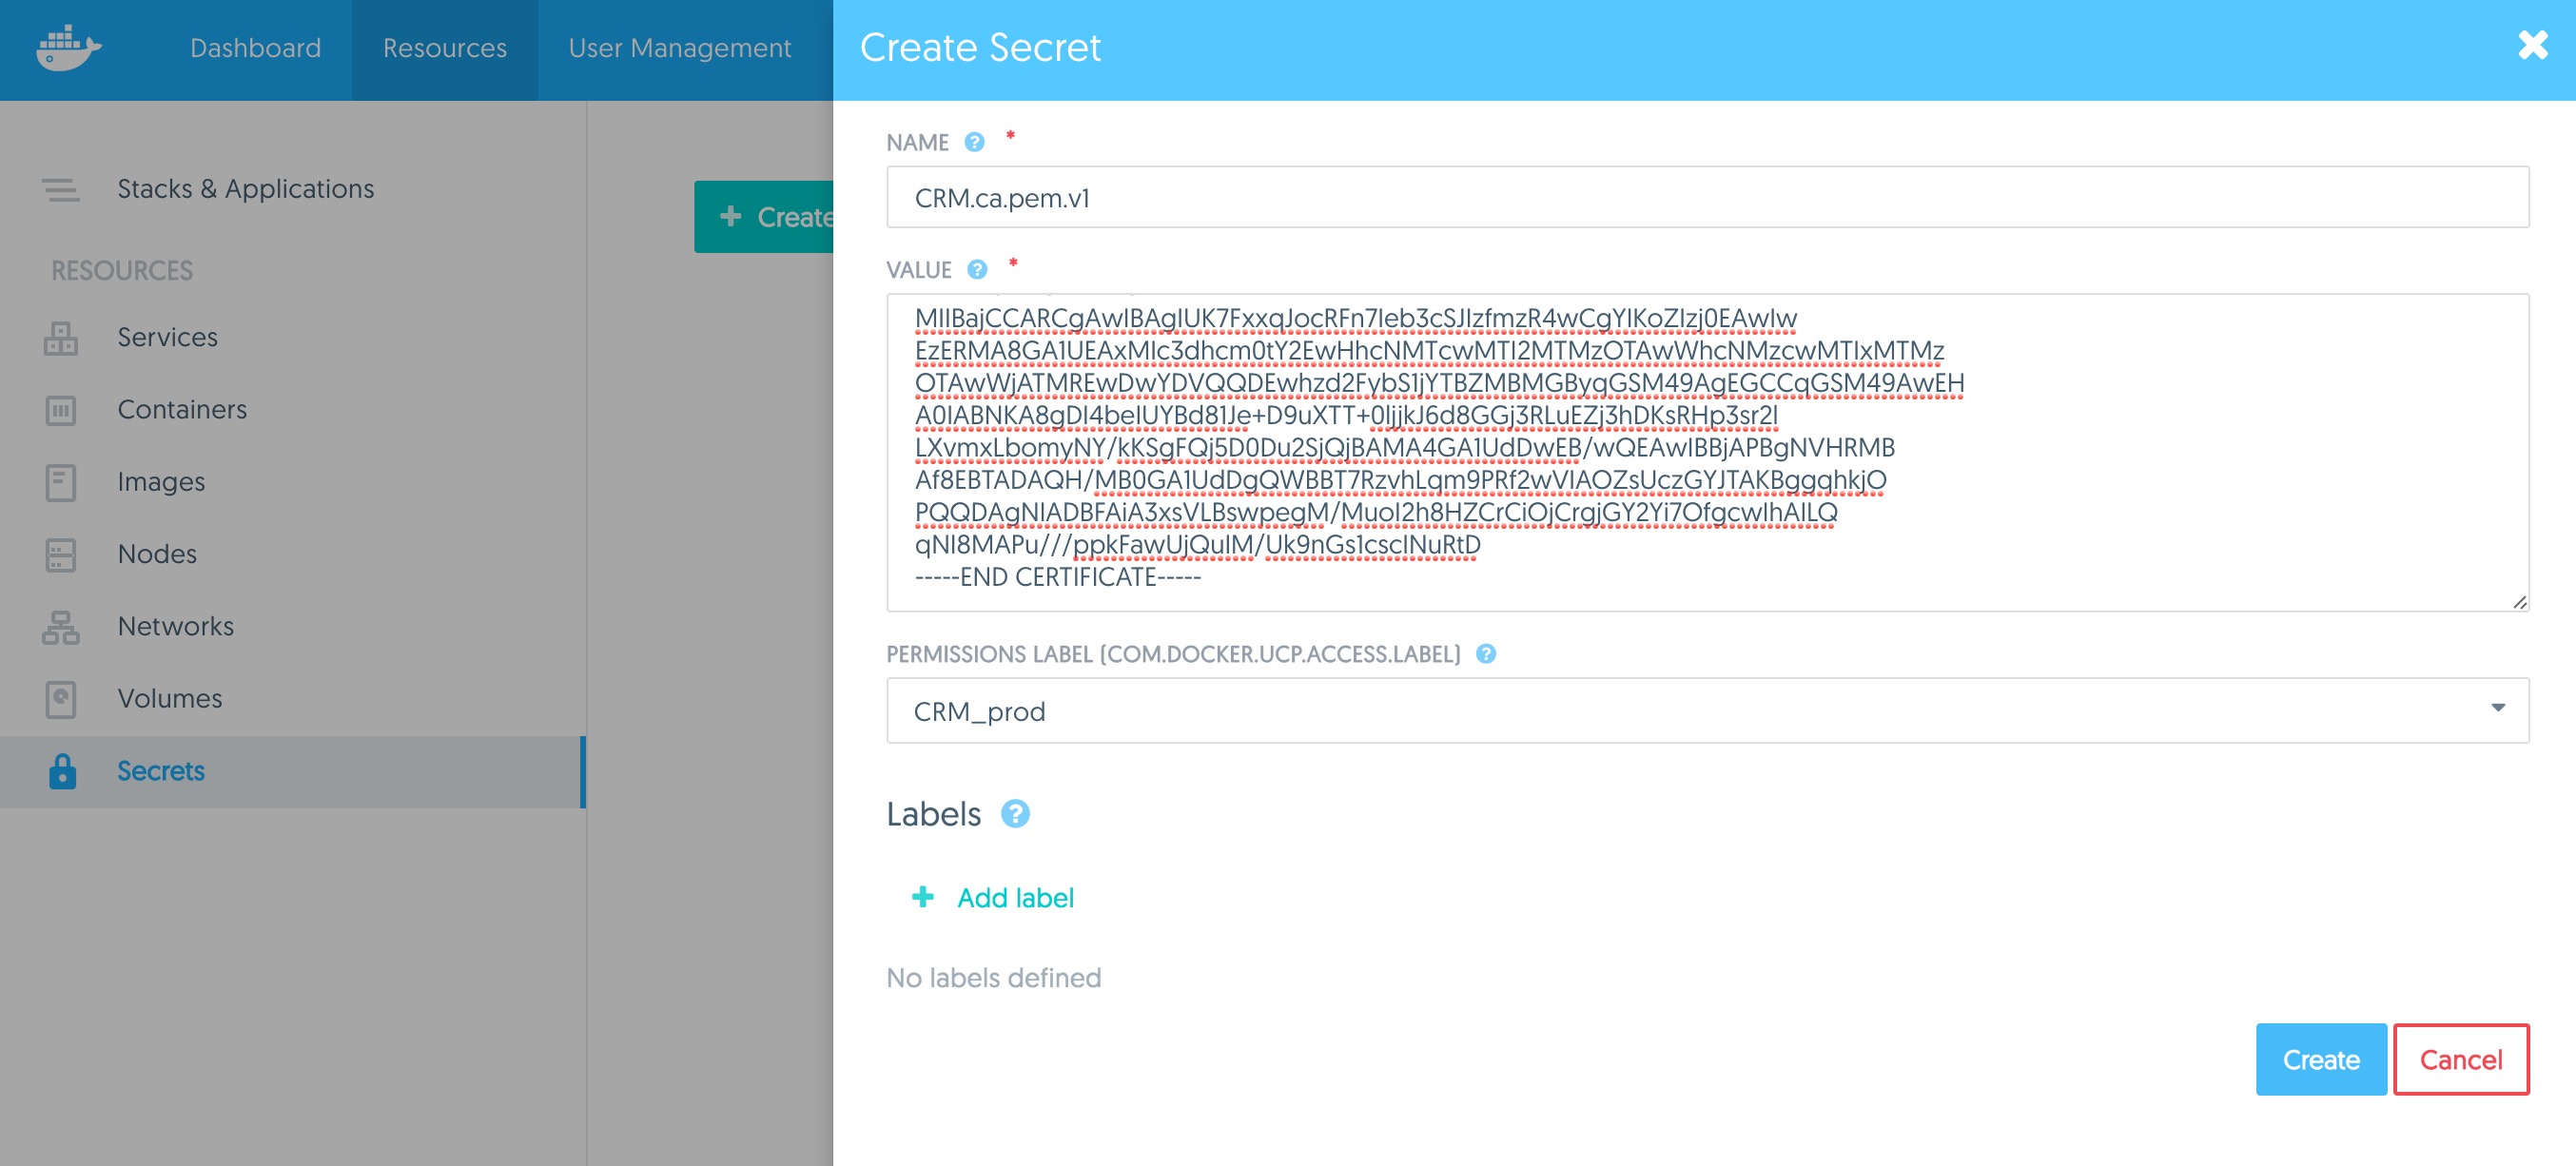 Dashboard
Resources
User Management
Create Secret
Stacks & Applications
RESOURCES
Services
Containers
Images
Nodes
Networks
Volumes
Secrets
+ Create
NAME ? *
CRM.ca.pem.v1
VALUE ? *
MIIBajCCARCgAwIBAgIUK7FxxqJocRFn7Ieb3cSJIzfmzR4wCgYIKoZIzj0EAwIw
EzERMA8GA1UEAxMIc3dhcm0tY2EwHhcNMTcwMTI2MTMzOTAwWhcNMzcwMTIxMTMz
OTAwWjATMREwDwYDVQQDEwhzd2FybS1jYTBZMBMGByqGSM49AgEGCCqGSM49AwEH
A0IABNKA8gDI4beIUYBd81Je+D9uXTT+0IjjkJ6d8GGj3RLuEZj3hDKsRHp3sr2I
LXvmxLbomyNY/kKSgFQj5D0Du2SjQjBAMA4GA1UdDwEB/wQEAwIBBjAPBgNVHRMB
Af8EBTADAQH/MB0GA1UdDgQWBBT7RzvhLqm9PRf2wVIAOZsUczGYJTAKBggqhkjO
PQQDAgNIADBFAiA3xsVLBswpegM/MuoI2h8HZCrCiOjCrgjGY2Yi7OfgcwIhAILQ
qNI8MAPu///ppkFawUjQuIM/Uk9nGs1cscINuRtD
-----END CERTIFICATE-----
PERMISSIONS LABEL (COM.DOCKER.UCP.ACCESS.LABEL) ?
CRM_prod
Labels ?
+ Add label
No labels defined
Create
Cancel